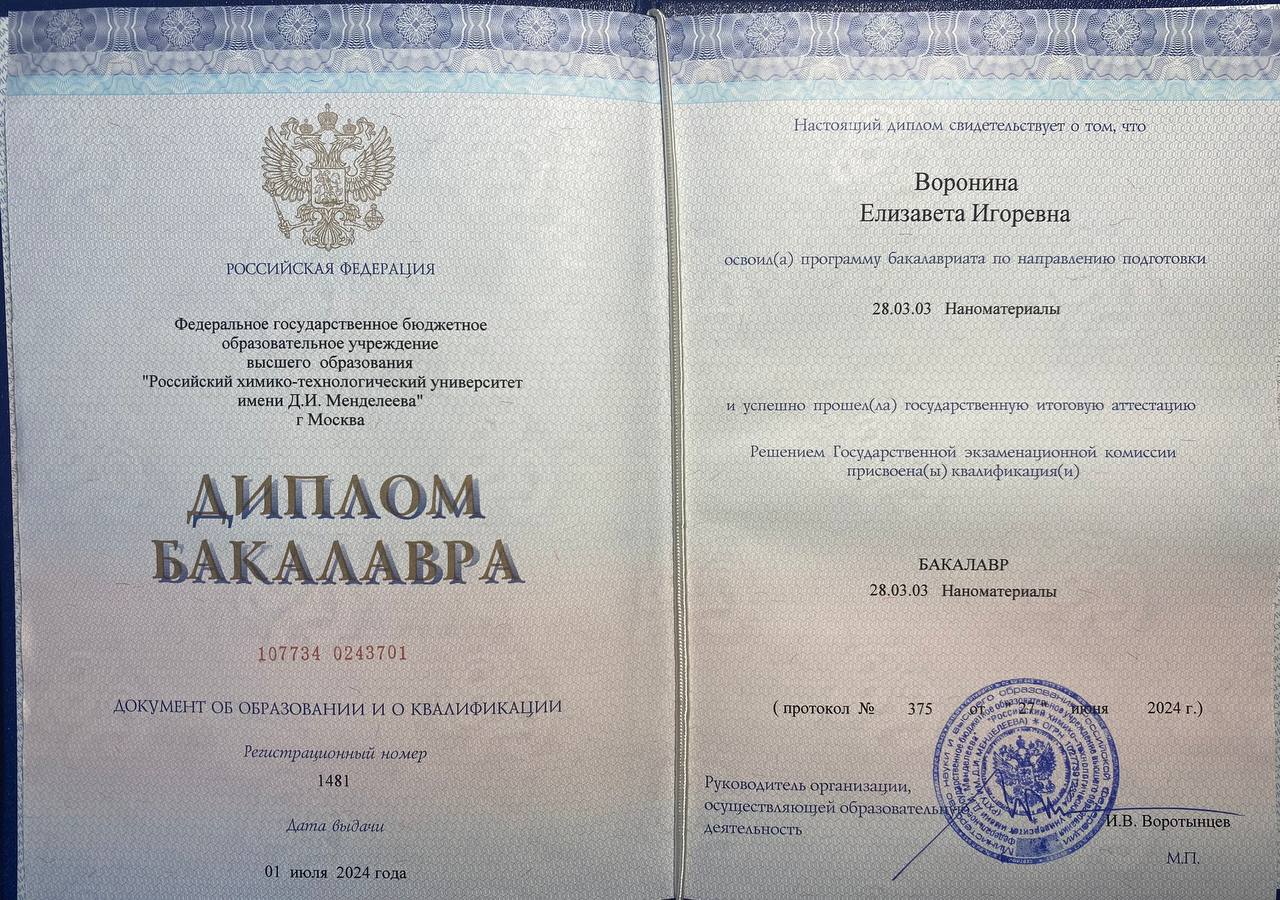 РОССИЙСКАЯ ФЕДЕРАЦИЯ
Федеральное государственное бюджетное
образовательное учреждение
высшего образования
"Российский химико-технологический университет
имени Д.И. Менделеева"
г Москва
ДИПЛОМ
БАКАЛАВРА
107734 0243701
ДОКУМЕНТ ОБ ОБРАЗОВАНИИ И О КВАЛИФИКАЦИИ
Регистрационный номер
1481
Дата выдачи
01 июля 2024 года
Настоящий диплом свидетельствует о том, что
Воронина
Елизавета Игоревна
освоил(а) программу бакалавриата по направлению подготовки
28.03.03 Наноматериалы
и успешно прошел(ла) государственную итоговую аттестацию
Решением Государственной экзаменационной комиссии
присвоена(ы) квалификация(и)
БАКАЛАВР
28.03.03 Наноматериалы
( протокол № 375 от 27 июня 2024 г.)
Руководитель организации,
осуществляющей образовательную
деятельность
И.В. Воротынцев
М.П.